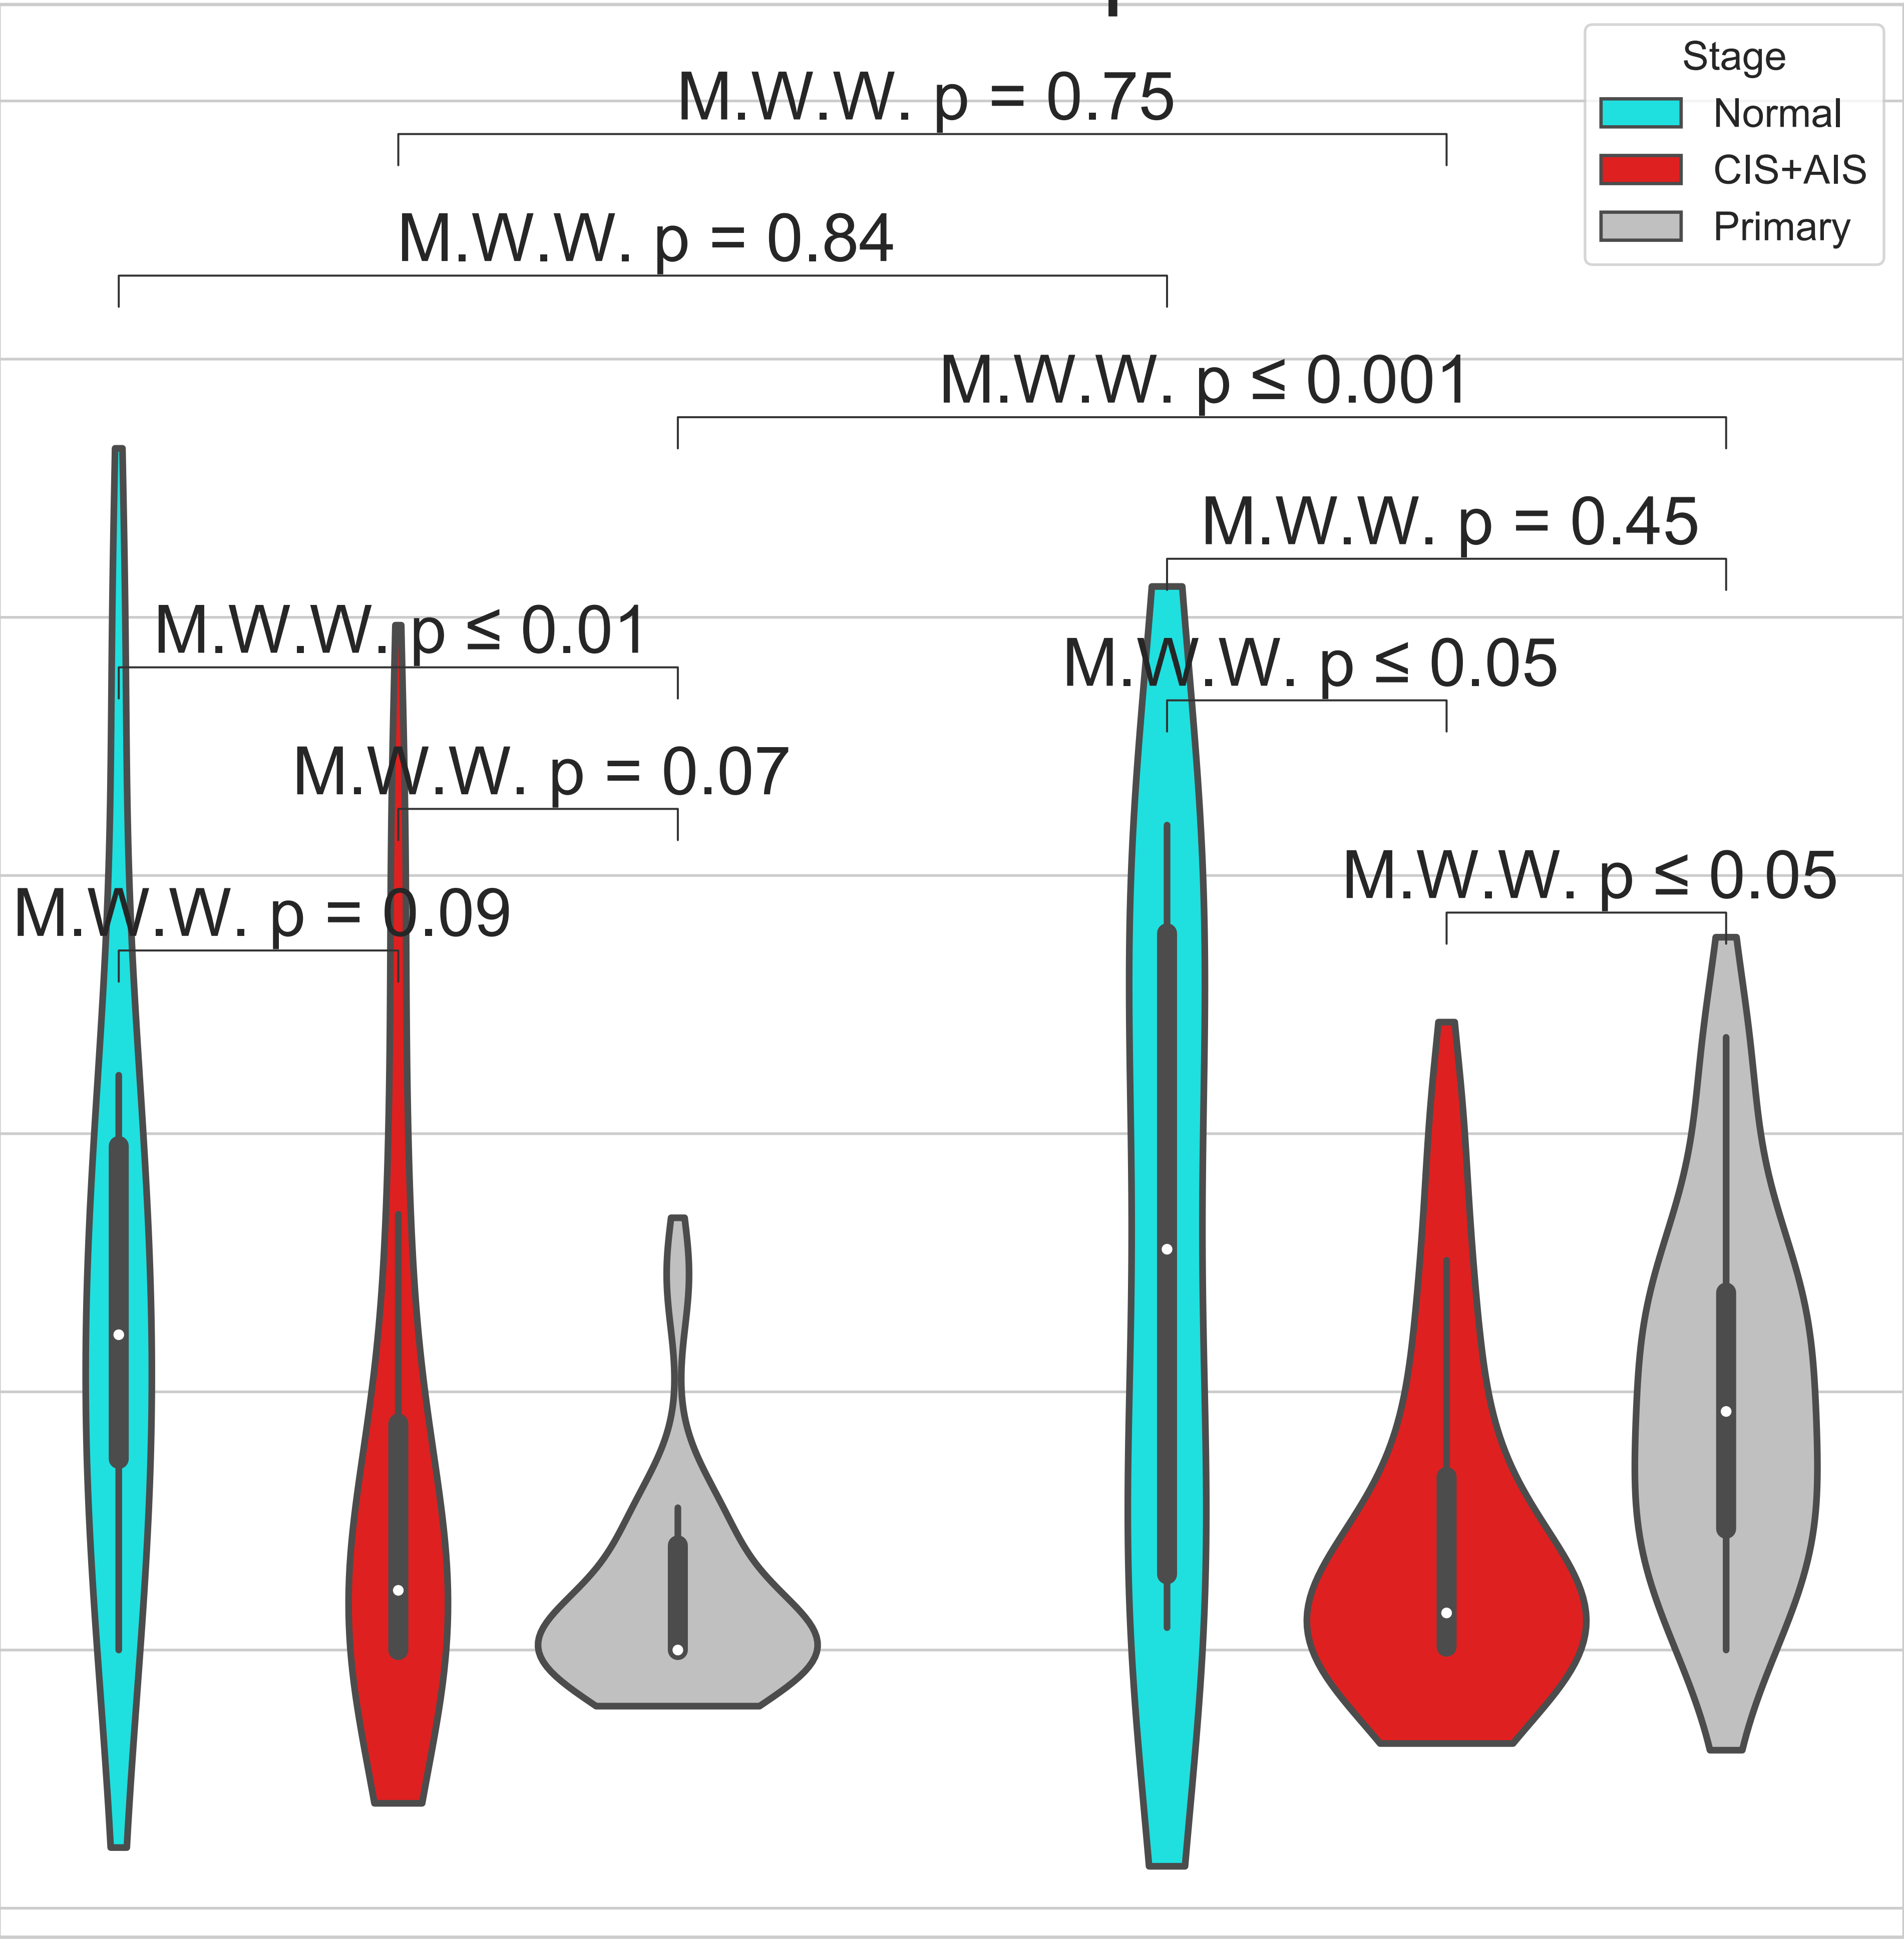 Stage
Normal
CIS+AIS
Primary
M.W.W. p = 0.75
M.W.W. p = 0.84
M.W.W. p ≤ 0.001
M.W.W. p = 0.45
M.W.W. p ≤ 0.01
M.W.W. p ≤ 0.05
M.W.W. p = 0.07
M.W.W. p ≤ 0.05
M.W.W. p = 0.09